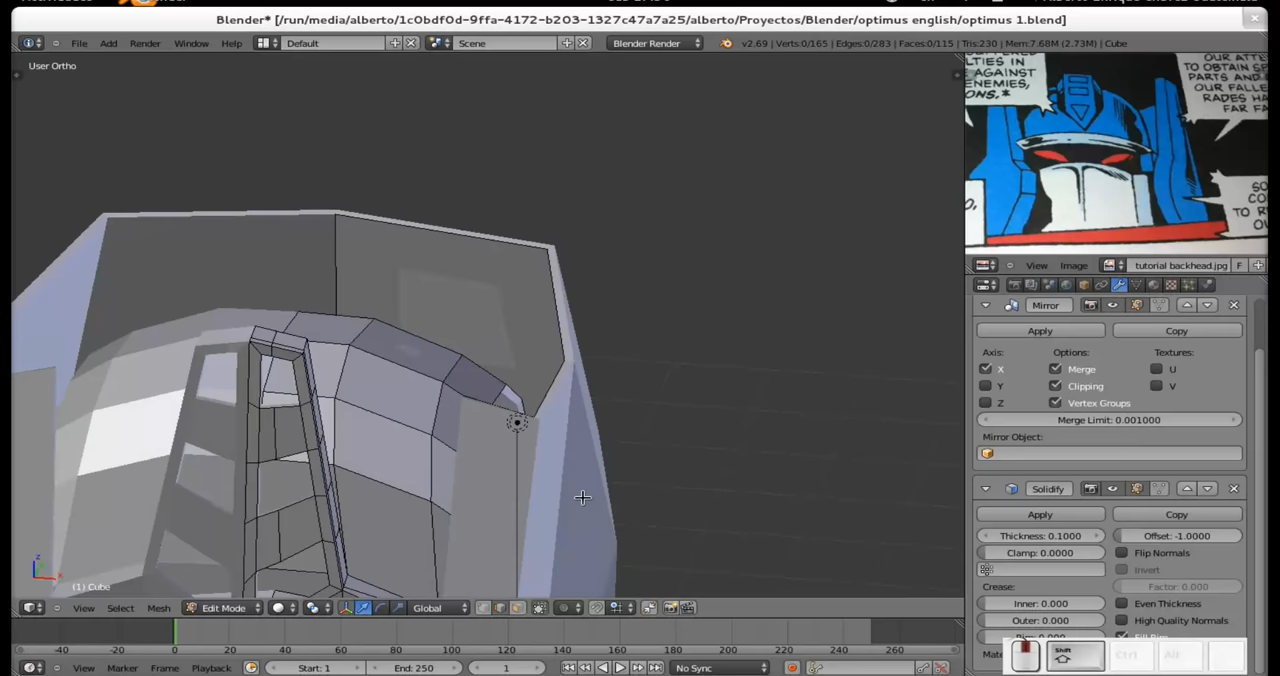 Blender* [/run/media/alberto/1c0bdf0d-9ffa-4172-b203-1327c47a7a25/alberto/Proyectos/Blender/optimus english/optimus 1.blend]
File Add Render Window Help Default Scene Blender Render v2.69 | Verts:0/165 | Edges:0/283 | Faces:0/115 | Tris:230 | Mem:7.68M (2.73M) | Cube
User Ortho
LTIES IN
AGAINST
ENEMIES,
ONS.*
OUR ATTE
TO OBTAIN SP
PARTS AND
OUR FALLE
RADES HA
FAR FA
SO
CO
TO R
OU
View Image tutorial backhead.jpg F
Mirror
Apply Copy
Axis: Options: Textures:
X Merge U
Y Clipping V
Z Vertex Groups
Merge Limit: 0.001000
Mirror Object:
Solidify
Apply Copy
Thickness: 0.1000 Offset: -1.0000
Clamp: 0.0000 Flip Normals
Invert
Crease: Factor: 0.000
Inner: 0.000 Even Thickness
Outer: 0.000 High Quality Normals
z
x
(1) Cube
View Select Mesh Edit Mode Global
Shift Ctrl Alt
-40 -20 0 20 40 60 80 100 120 140 160 180 200 220 240 260
View Marker Frame Playback Start: 1 End: 250 1 No Sync